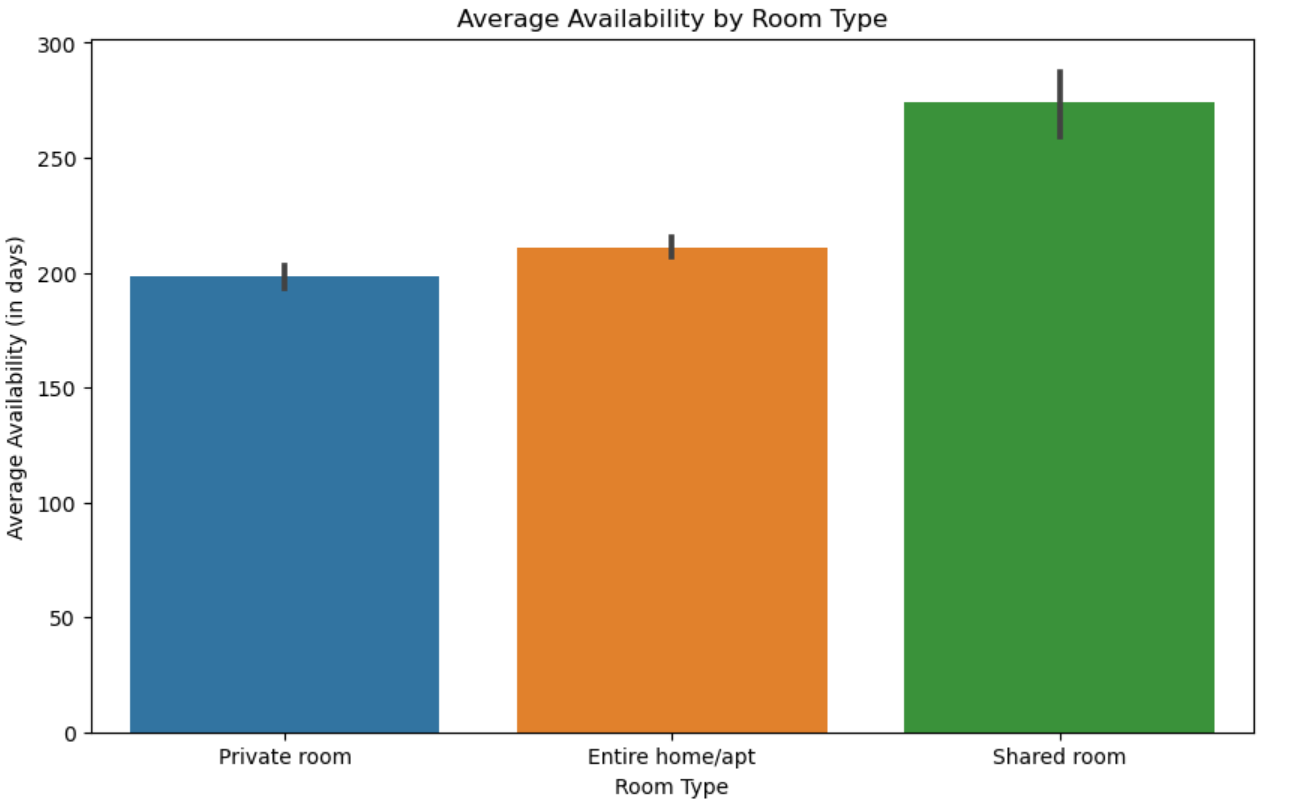 Average Availability by Room Type
Average Availability (in days)
300
250
200
150
100
50
0
Private room
Entire home/apt
Shared room
Room Type